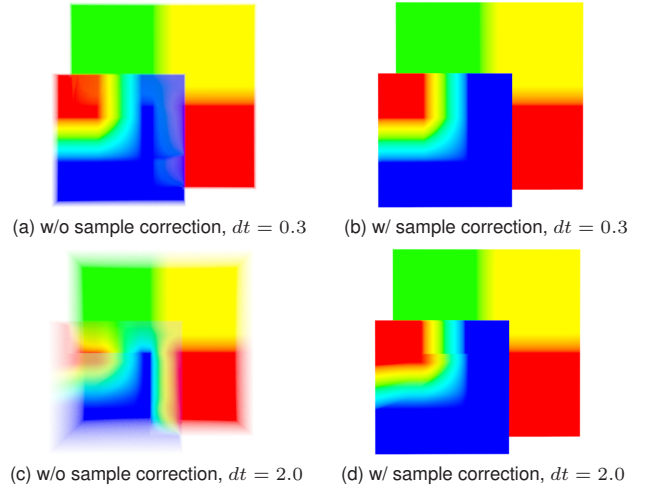 (a) w/o sample correction, dt = 0.3
(b) w/ sample correction, dt = 0.3
(c) w/o sample correction, dt = 2.0
(d) w/ sample correction, dt = 2.0